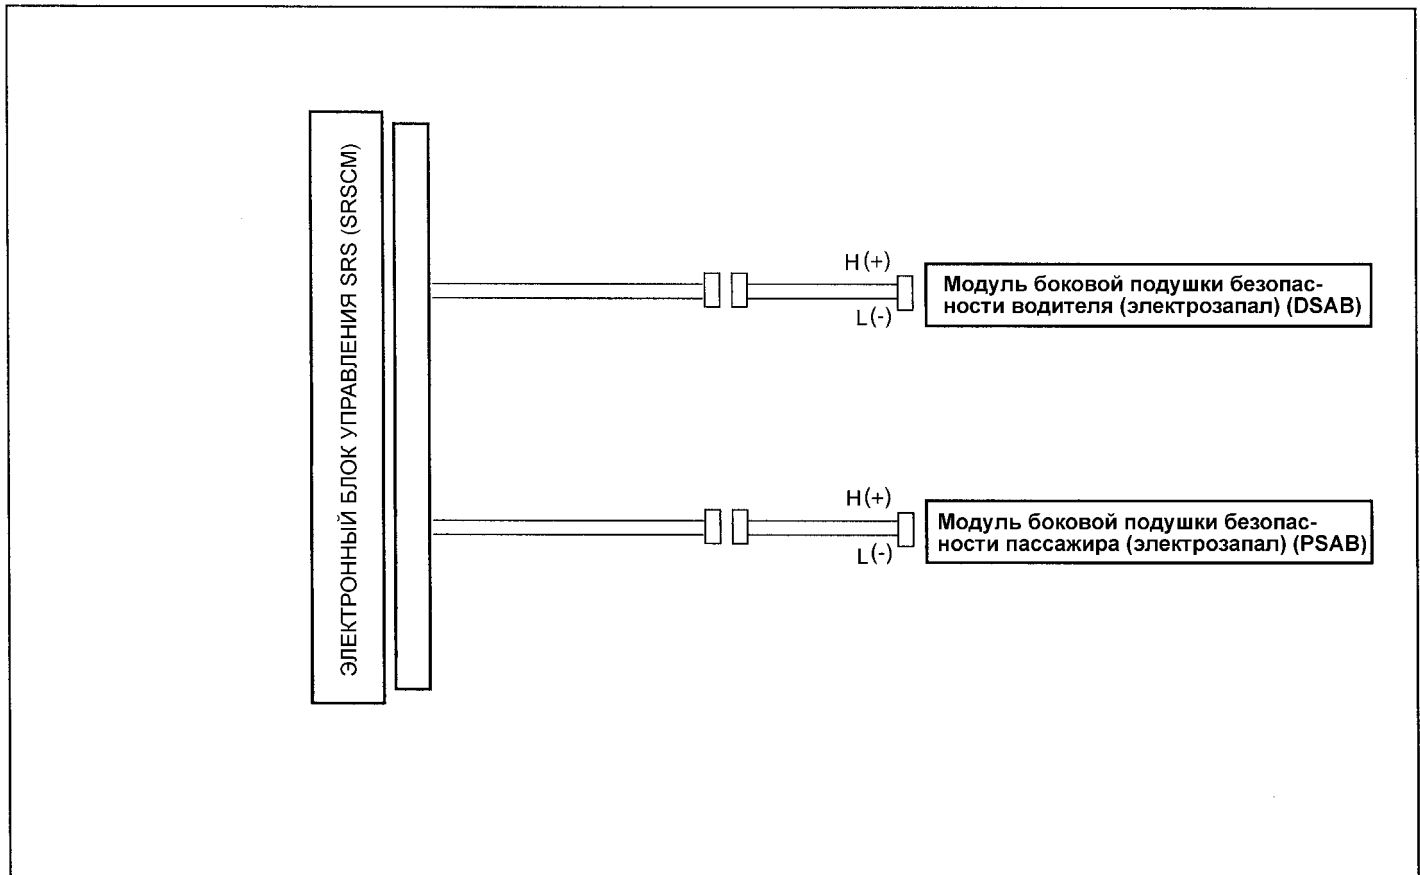 ЭЛЕКТРОННЫЙ БЛОК УПРАВЛЕНИЯ SRS (SRSCM)
H(+)
L(-)
Модуль боковой подушки безопас-
ности водителя (электрозапал) (DSAB)
H(+)
L(-)
Модуль боковой подушки безопас-
ности пассажира (электрозапал) (PSAB)